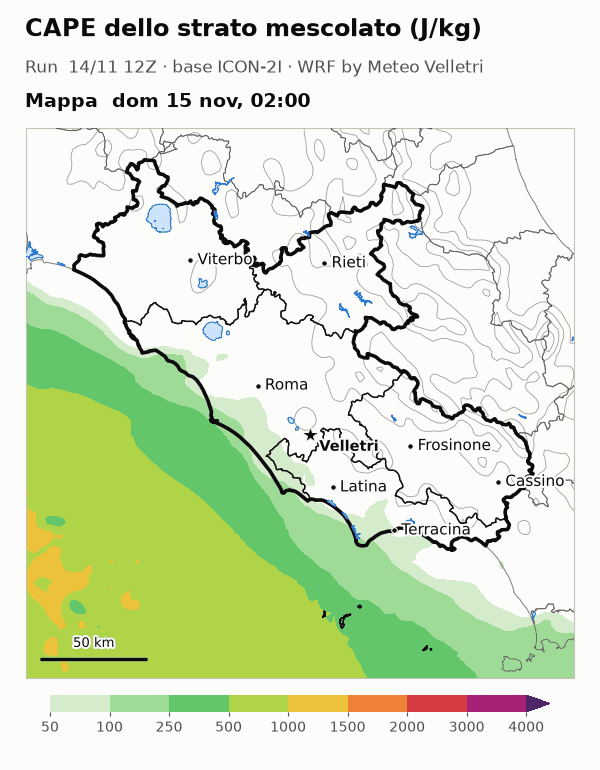 CAPE dello strato mescolato (J/kg)
Run  14/11 12Z · base ICON-2I · WRF by Meteo Velletri
Mappa  dom 15 nov, 02:00
Viterbo
Rieti
Roma
Velletri
Frosinone
Cassino
Latina
Terracina
50 km
50 100 250 500 1000 1500 2000 3000 4000